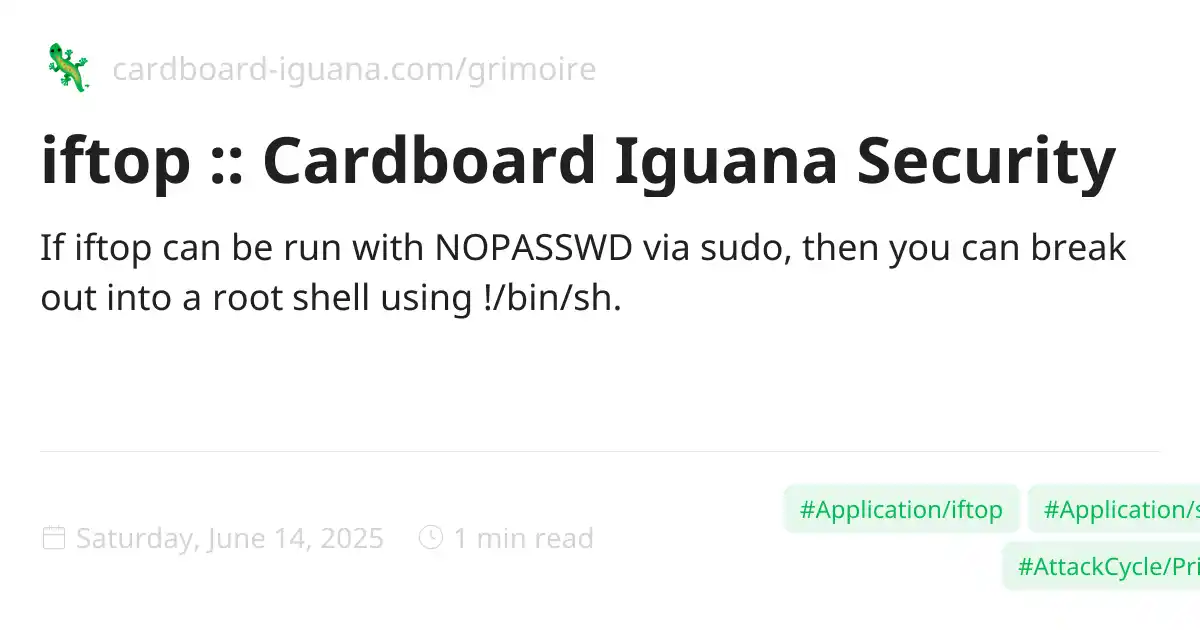 cardboard-iguana.com/grimoire
iftop :: Cardboard Iguana Security
If iftop can be run with NOPASSWD via sudo, then you can break
out into a root shell using !/bin/sh.
Saturday, June 14, 2025 1 min read
#Application/iftop #Application/s
#AttackCycle/Pri